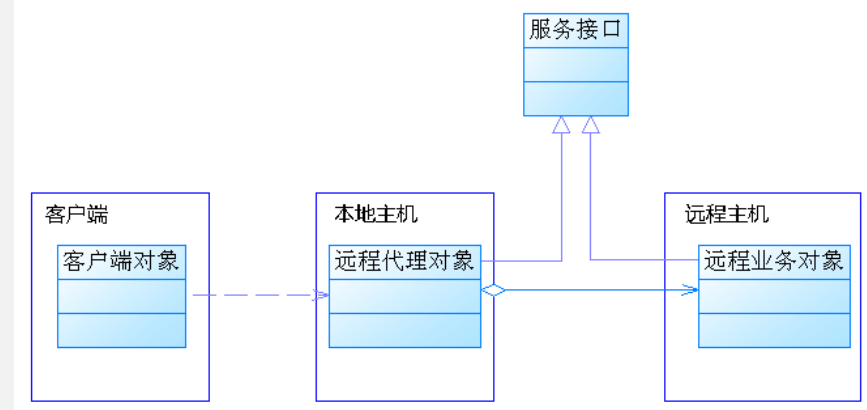 服务接口
客户端
本地主机
远程主机
客户端对象
远程代理对象
远程业务对象